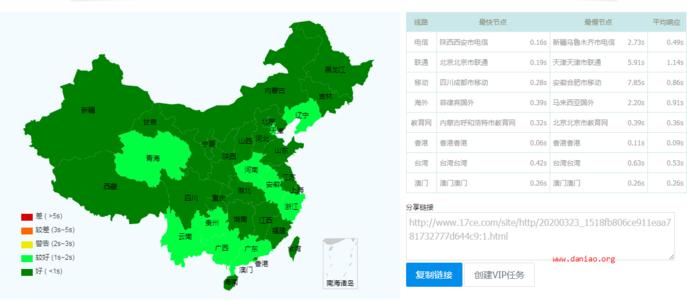 黑龙江
内蒙古
吉林
新疆
辽宁
甘肃
北京
河北
山西
宁夏
山东
青海
陕西
河南
江苏
西藏
安徽
上海
四川
重庆
湖北
浙江
湖南
江西
贵州
福建
云南
台湾
广西
广东
香港
澳门
海南
南海诸岛
差 (>5s)
较差 (3s~5s)
警告 (2s~3s)
较好 (1s~2s)
好 (<1s)
线路 最快节点 最慢节点 平均响应
电信 陕西西安市电信 0.16s 新疆乌鲁木齐市电信 2.73s 0.49s
联通 北京北京市联通 0.19s 天津天津市联通 5.91s 1.14s
移动 四川成都市移动 0.28s 安徽合肥市移动 7.85s 0.86s
海外 菲律宾国外 0.39s 马来西亚国外 2.20s 0.91s
教育网 内蒙古呼和浩特市教育网 0.32s 北京北京市教育网 0.39s 0.36s
香港 香港香港 0.06s 香港香港 0.11s 0.09s
台湾 台湾台湾 0.42s 台湾台湾 0.63s 0.53s
澳门 澳门澳门 0.26s 澳门澳门 0.26s 0.26s
分享链接
http://www.17ce.com/site/http/20200323_1518fb806ce911eaa7
81732777d644c9:1.html
www.daniao.org
复制链接 创建VIP任务